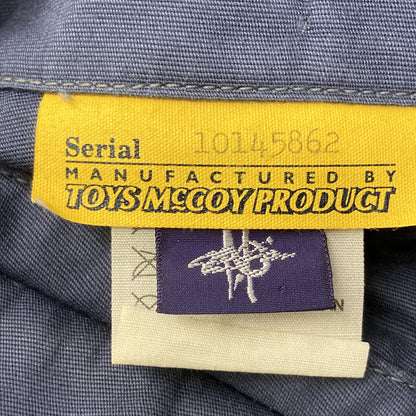 Serial 10145862
MANUFACTURED BY
TOYS McCOY PRODUCT